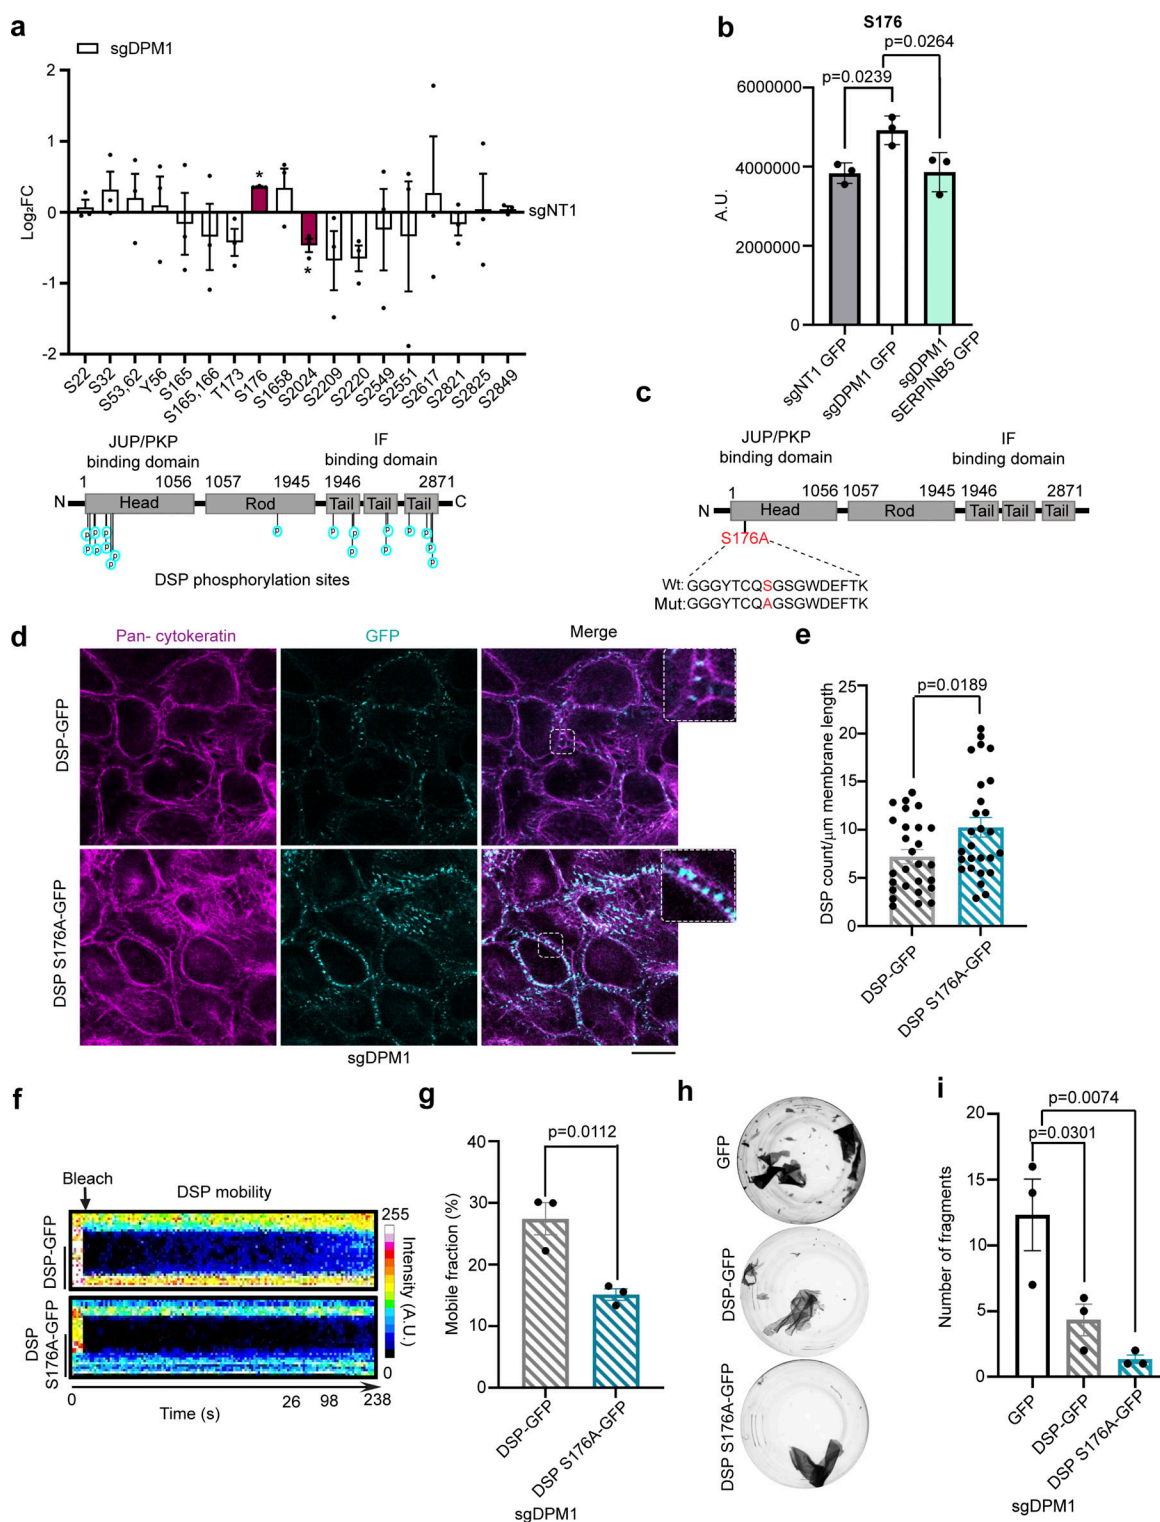 a
sgDPM1
2
1
0
-1
-2
Log₂FC
sgNT1
*
*
S22
S32
S53,62
Y56
S165
S165,166
T173
S176
S1658
S2024
S2209
S2220
S2549
S2551
S2617
S2821
S2825
S2849
JUP/PKP
binding domain
IF
binding domain
1 1056 1057 1945 1946 2871
N Head Rod Tail Tail Tail C
p p p p p p p p p p p p p p p p
DSP phosphorylation sites
b
S176
p=0.0264
p=0.0239
6000000
4000000
2000000
0
A.U.
sgNT1 GFP
sgDPM1 GFP
sgDPM1
SERPINB5 GFP
c
JUP/PKP
binding domain
IF
binding domain
1 1056 1057 1945 1946 2871
N Head Rod Tail Tail Tail C
S176A
Wt:GGGYTCQSGSGWDEFTK
Mut:GGGYTCQAGSGWDEFTK
d
Pan- cytokeratin GFP Merge
DSP-GFP
DSP S176A-GFP
sgDPM1
e
p=0.0189
25
20
15
10
5
0
DSP count/μm membrane length
DSP-GFP
DSP S176A-GFP
f
Bleach
DSP mobility
DSP-GFP
DSP
S176A-GFP
255
0
Intensity (A.U.)
0 26 98 238
Time (s)
g
p=0.0112
40
30
20
10
0
Mobile fraction (%)
DSP-GFP
DSP S176A-GFP
sgDPM1
h
GFP
DSP-GFP
DSP S176A-GFP
i
p=0.0074
p=0.0301
20
15
10
5
0
Number of fragments
GFP
DSP-GFP
DSP S176A-GFP
sgDPM1